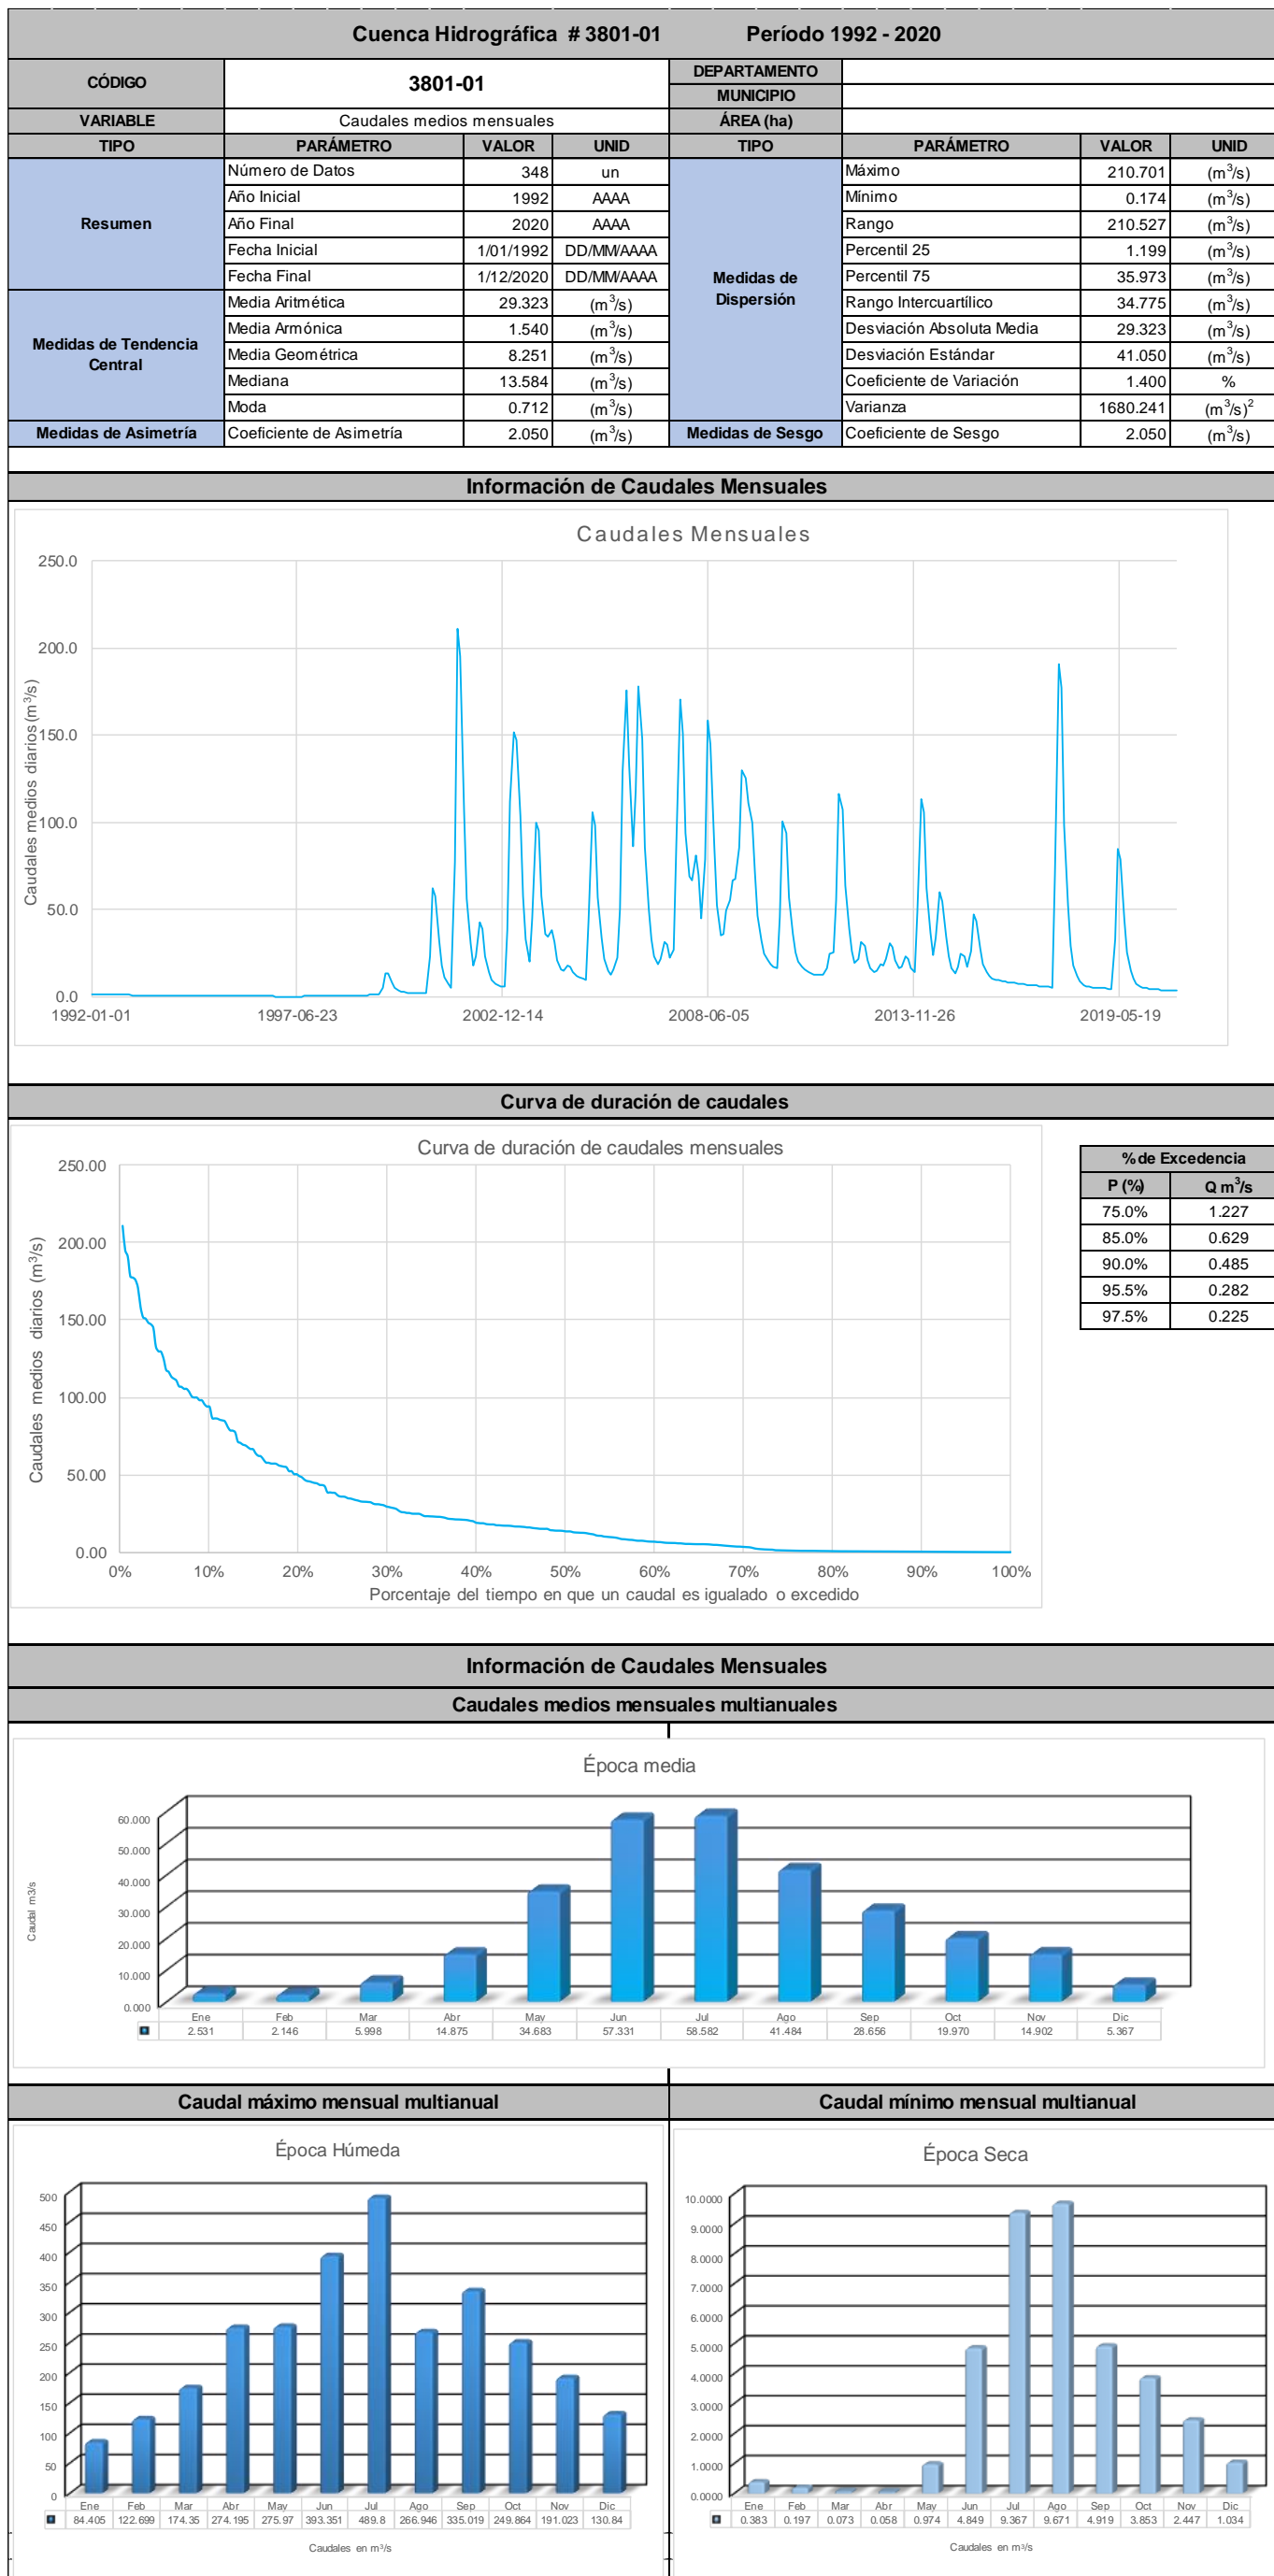 Cuenca Hidrográfica # 3801-01 Período 1992 - 2020
CÓDIGO 3801-01 DEPARTAMENTO
MUNICIPIO
VARIABLE Caudales medios mensuales ÁREA (ha)
TIPO PARÁMETRO VALOR UNID TIPO PARÁMETRO VALOR UNID
Resumen Número de Datos 348 un Medidas de Dispersión Máximo 210.701 (m³/s)
Año Inicial 1992 AAAA Mínimo 0.174 (m³/s)
Año Final 2020 AAAA Rango 210.527 (m³/s)
Fecha Inicial 1/01/1992 DD/MM/AAAA Percentil 25 1.199 (m³/s)
Fecha Final 1/12/2020 DD/MM/AAAA Percentil 75 35.973 (m³/s)
Medidas de Tendencia Central Media Aritmética 29.323 (m³/s) Rango Intercuartílico 34.775 (m³/s)
Media Armónica 1.540 (m³/s) Desviación Absoluta Media 29.323 (m³/s)
Media Geométrica 8.251 (m³/s) Desviación Estándar 41.050 (m³/s)
Mediana 13.584 (m³/s) Coeficiente de Variación 1.400 %
Moda 0.712 (m³/s) Varianza 1680.241 (m³/s)²
Medidas de Asimetría Coeficiente de Asimetría 2.050 (m³/s) Medidas de Sesgo Coeficiente de Sesgo 2.050 (m³/s)
Información de Caudales Mensuales
Caudales Mensuales
Caudales medios diarios (m³/s)
250.0
200.0
150.0
100.0
50.0
0.0
1992-01-01 1997-06-23 2002-12-14 2008-06-05 2013-11-26 2019-05-19
Curva de duración de caudales
Curva de duración de caudales mensuales
Caudales medios diarios (m³/s)
250.00
200.00
150.00
100.00
50.00
0.00
0% 10% 20% 30% 40% 50% 60% 70% 80% 90% 100%
Porcentaje del tiempo en que un caudal es igualado o excedido
% de Excedencia
P (%) Q m³/s
75.0% 1.227
85.0% 0.629
90.0% 0.485
95.5% 0.282
97.5% 0.225
Información de Caudales Mensuales
Caudales medios mensuales multianuales
Época media
Caudal m3/s
60.000
50.000
40.000
30.000
20.000
10.000
0.000
Ene Feb Mar Abr May Jun Jul Ago Sep Oct Nov Dic
2.531 2.146 5.998 14.875 34.683 57.331 58.582 41.484 28.656 19.970 14.902 5.367
Caudal máximo mensual multianual
Época Húmeda
500
450
400
350
300
250
200
150
100
50
0
Ene Feb Mar Abr May Jun Jul Ago Sep Oct Nov Dic
84.405 122.699 174.35 274.195 275.97 393.351 489.8 266.946 335.019 249.864 191.023 130.84
Caudales en m³/s
Caudal mínimo mensual multianual
Época Seca
10.0000
9.0000
8.0000
7.0000
6.0000
5.0000
4.0000
3.0000
2.0000
1.0000
0.0000
Ene Feb Mar Abr May Jun Jul Ago Sep Oct Nov Dic
0.383 0.197 0.073 0.058 0.974 4.849 9.367 9.671 4.919 3.853 2.447 1.034
Caudales en m³/s